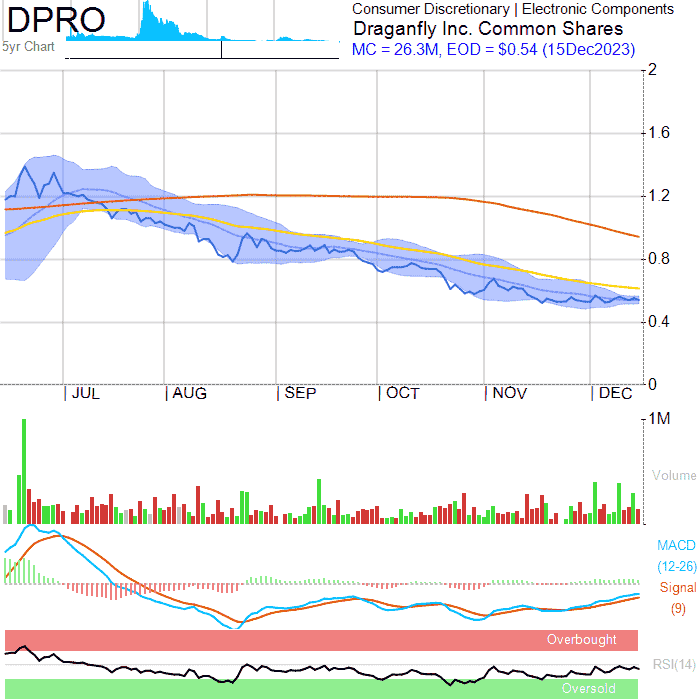 DPRO
5yr Chart
Consumer Discretionary | Electronic Components
Draganfly Inc. Common Shares
MC = 26.3M, EOD = $0.54 (15Dec2023)
2
1.6
1.2
0.8
0.4
0
JUL AUG SEP OCT NOV DEC
1M
Volume
MACD
(12-26)
Signal
(9)
Overbought
RSI(14)
Oversold